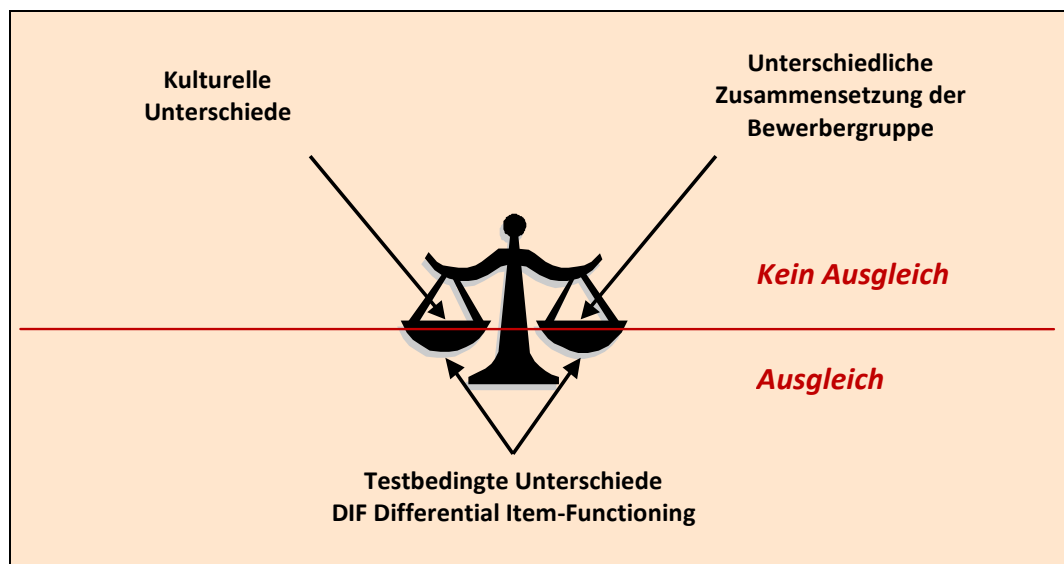 Kulturelle
Unterschiede
Unterschiedliche
Zusammensetzung der
Bewerbergruppe
Kein Ausgleich
Ausgleich
Testbedingte Unterschiede
DIF Differential Item-Functioning